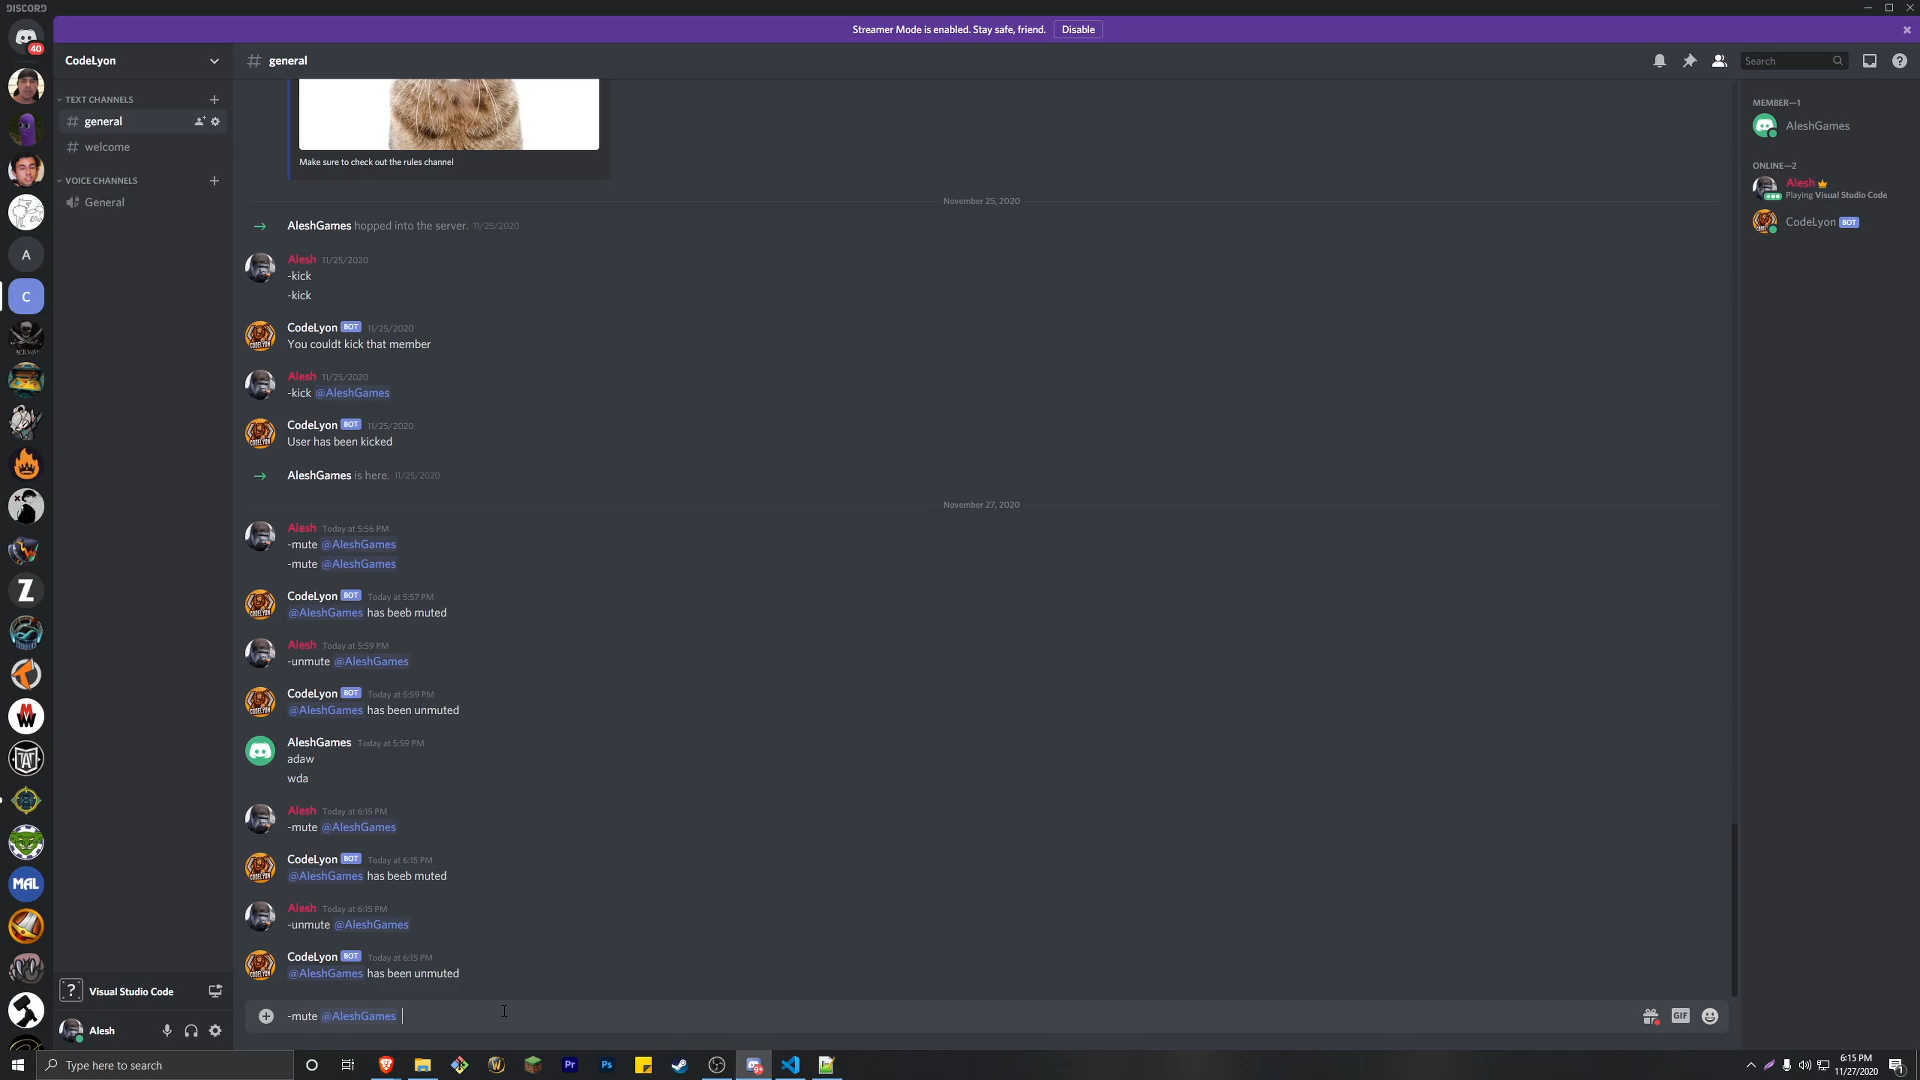 DISCORD
Streamer Mode is enabled. Stay safe, friend. Disable
40
CodeLyon
general
Search
TEXT CHANNELS
general
welcome
VOICE CHANNELS
General
A
C
Z
MAL
Make sure to check out the rules channel
November 25, 2020
AleshGames hopped into the server. 11/25/2020
Alesh 11/25/2020
-kick
-kick
CodeLyon BOT 11/25/2020
You couldt kick that member
Alesh 11/25/2020
-kick @AleshGames
CodeLyon BOT 11/25/2020
User has been kicked
AleshGames is here. 11/25/2020
November 27, 2020
Alesh Today at 5:56 PM
-mute @AleshGames
-mute @AleshGames
CodeLyon BOT Today at 5:57 PM
@AleshGames has beeb muted
Alesh Today at 5:59 PM
-unmute @AleshGames
CodeLyon BOT Today at 5:59 PM
@AleshGames has been unmuted
AleshGames Today at 5:59 PM
adaw
wda
Alesh Today at 6:15 PM
-mute @AleshGames
CodeLyon BOT Today at 6:15 PM
@AleshGames has beeb muted
Alesh Today at 6:15 PM
-unmute @AleshGames
CodeLyon BOT Today at 6:15 PM
@AleshGames has been unmuted
-mute @AleshGames
GIF
MEMBER—1
AleshGames
ONLINE—2
Alesh
Playing Visual Studio Code
CodeLyon BOT
? Visual Studio Code
Alesh
Type here to search
Pr
Ps
6:15 PM
11/27/2020